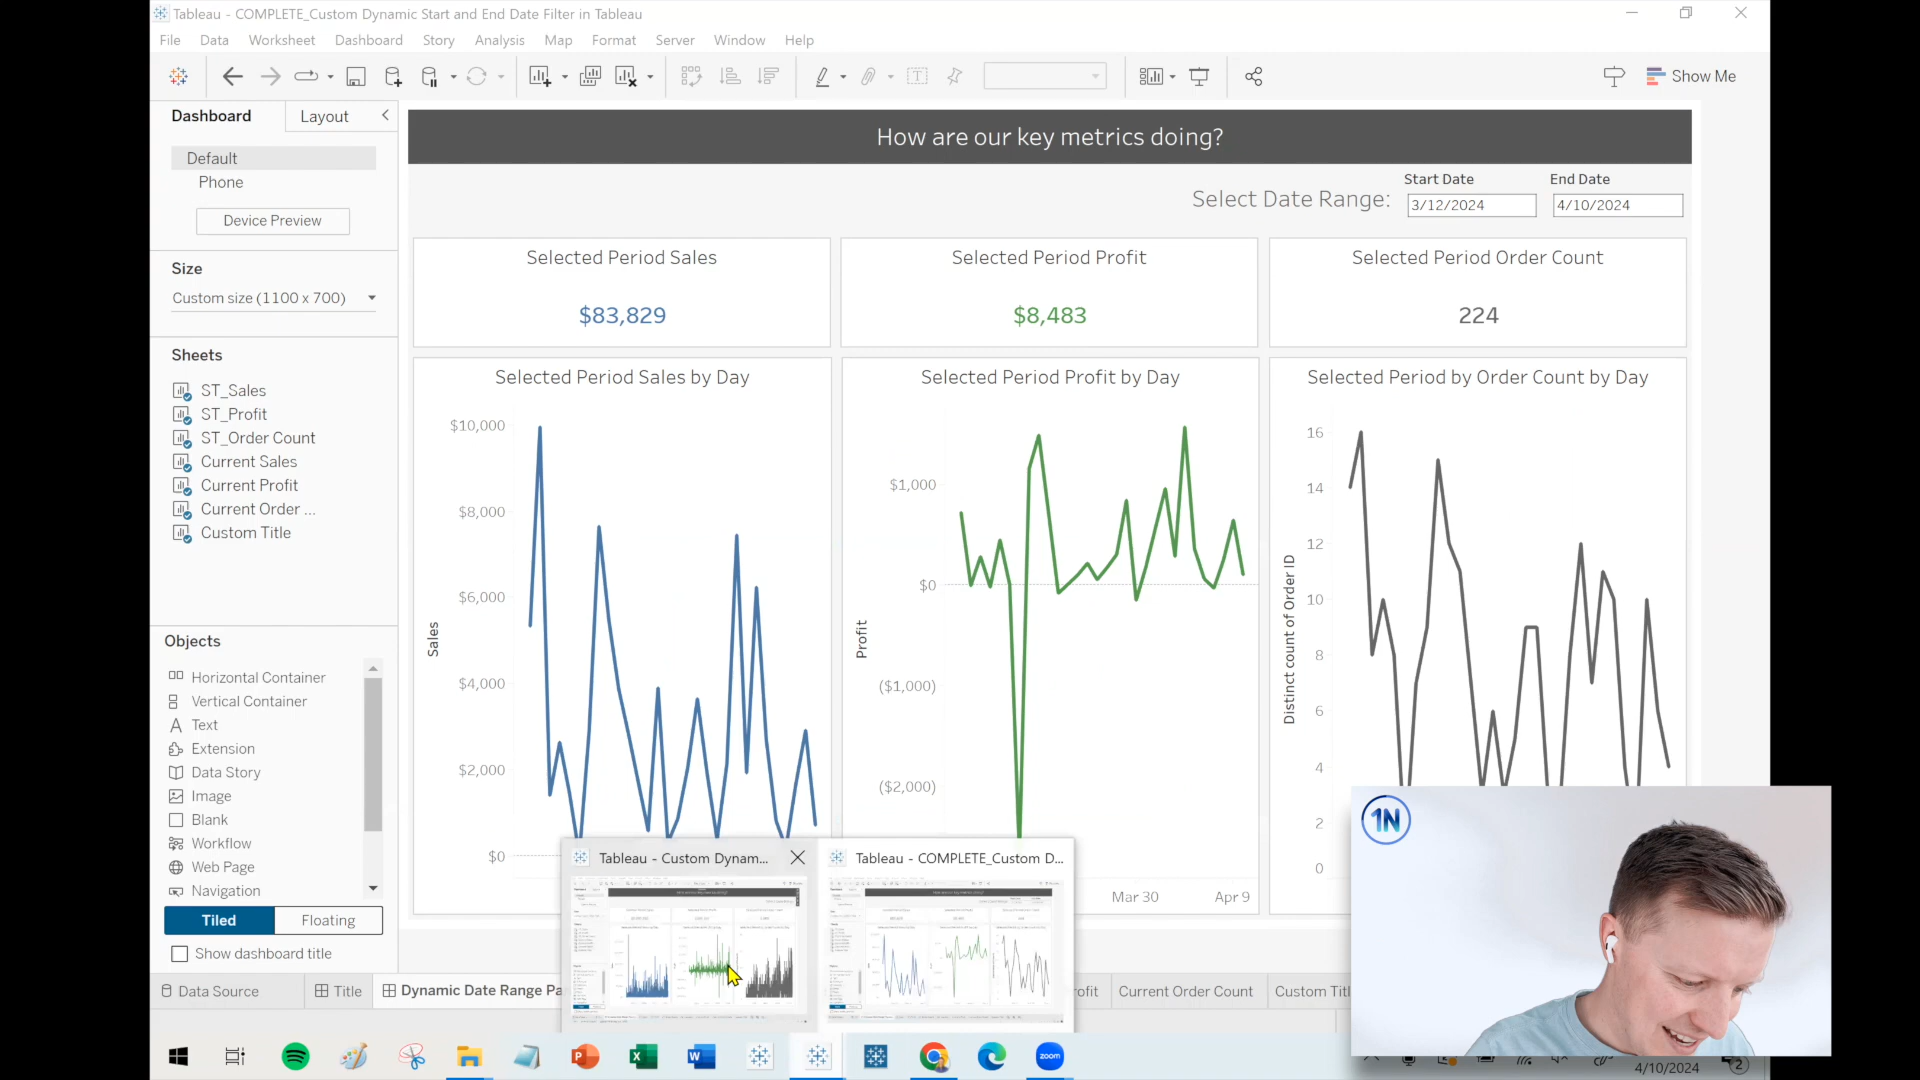 Tableau - COMPLETE_Custom Dynamic Start and End Date Filter in Tableau
File Data Worksheet Dashboard Story Analysis Map Format Server Window Help
Show Me
Dashboard Layout
Default
Phone
Device Preview
Size
Custom size (1100 x 700)
Sheets
ST_Sales
ST_Profit
ST_Order Count
Current Sales
Current Profit
Current Order ...
Custom Title
Objects
Horizontal Container
Vertical Container
Text
Extension
Data Story
Image
Blank
Workflow
Web Page
Navigation
Tiled Floating
Show dashboard title
How are our key metrics doing?
Select Date Range:
Start Date End Date
3/12/2024 4/10/2024
Selected Period Sales
$83,829
Selected Period Profit
$8,483
Selected Period Order Count
224
Selected Period Sales by Day
$10,000
$8,000
$6,000
$4,000
$2,000
$0
Sales
Selected Period Profit by Day
$1,000
$0
($1,000)
($2,000)
Profit
Mar 30 Apr 9
Selected Period by Order Count by Day
16
14
12
10
8
6
4
2
0
Distinct count of Order ID
Tableau - Custom Dynam...
Tableau - COMPLETE_Custom D...
1N
Data Source Title Dynamic Date Range Pa rofit Current Order Count Custom Titl
zoom
4/10/2024
2